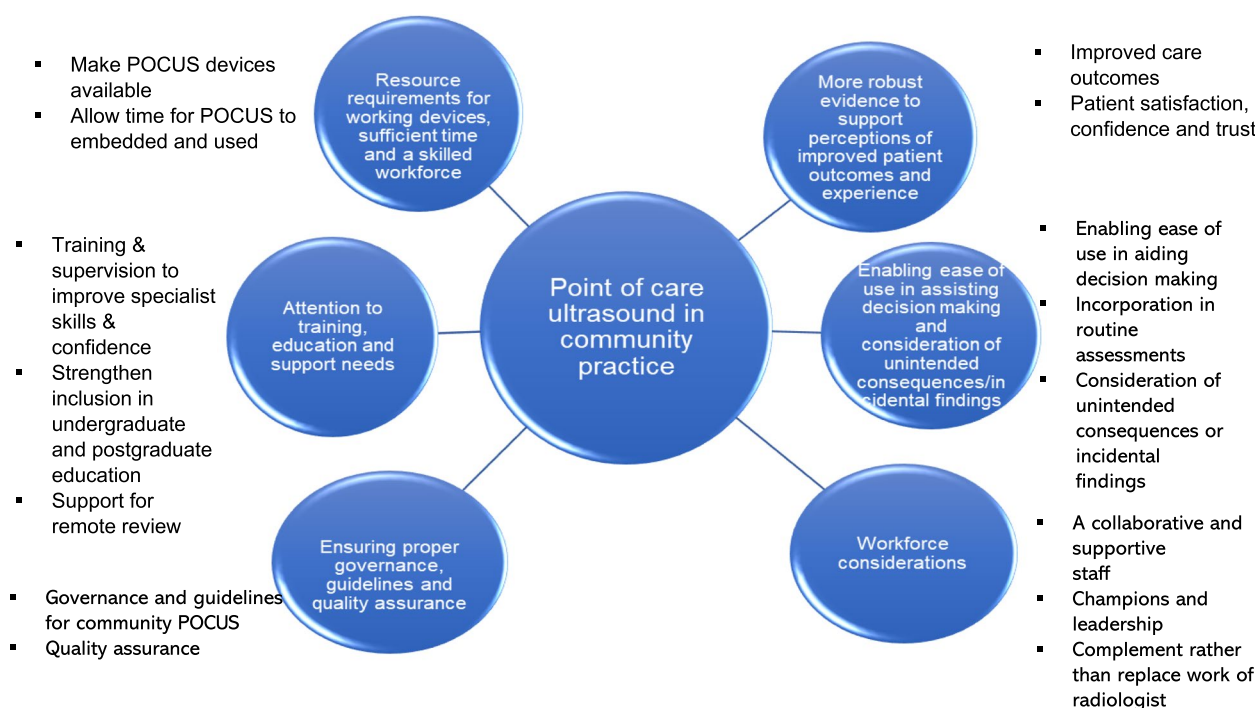 ▪ Make POCUS devices
available
▪ Allow time for POCUS to
embedded and used
Resource
requirements for
working devices,
sufficient time
and a skilled
workforce
More robust
evidence to
support
perceptions of
improved patient
outcomes and
experience
▪ Improved care
outcomes
▪ Patient satisfaction,
confidence and trust
▪ Training &
supervision to
improve specialist
skills &
confidence
▪ Strengthen
inclusion in
undergraduate
and postgraduate
education
▪ Support for
remote review
Attention to
training,
education and
support needs
Point of care
ultrasound in
community
practice
Enabling ease of
use in assisting
decision making
and
consideration of
unintended
consequences/in
cidental findings
▪ Enabling ease of
use in aiding
decision making
▪ Incorporation in
routine
assessments
▪ Consideration of
unintended
consequences or
incidental
findings
▪ Governance and guidelines
for community POCUS
▪ Quality assurance
Ensuring proper
governance,
guidelines and
quality assurance
Workforce
considerations
▪ A collaborative and
supportive
staff
▪ Champions and
leadership
▪ Complement rather
than replace work of
radiologist